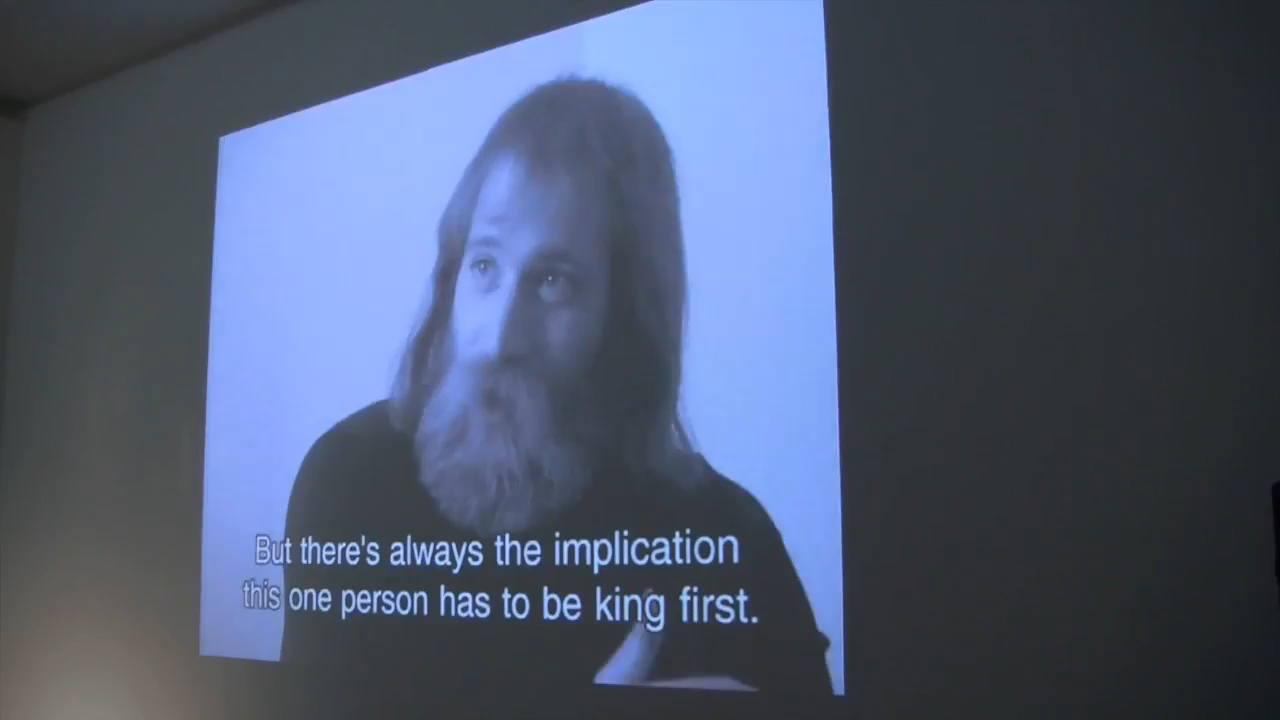 But there's always the implication
this one person has to be king first.